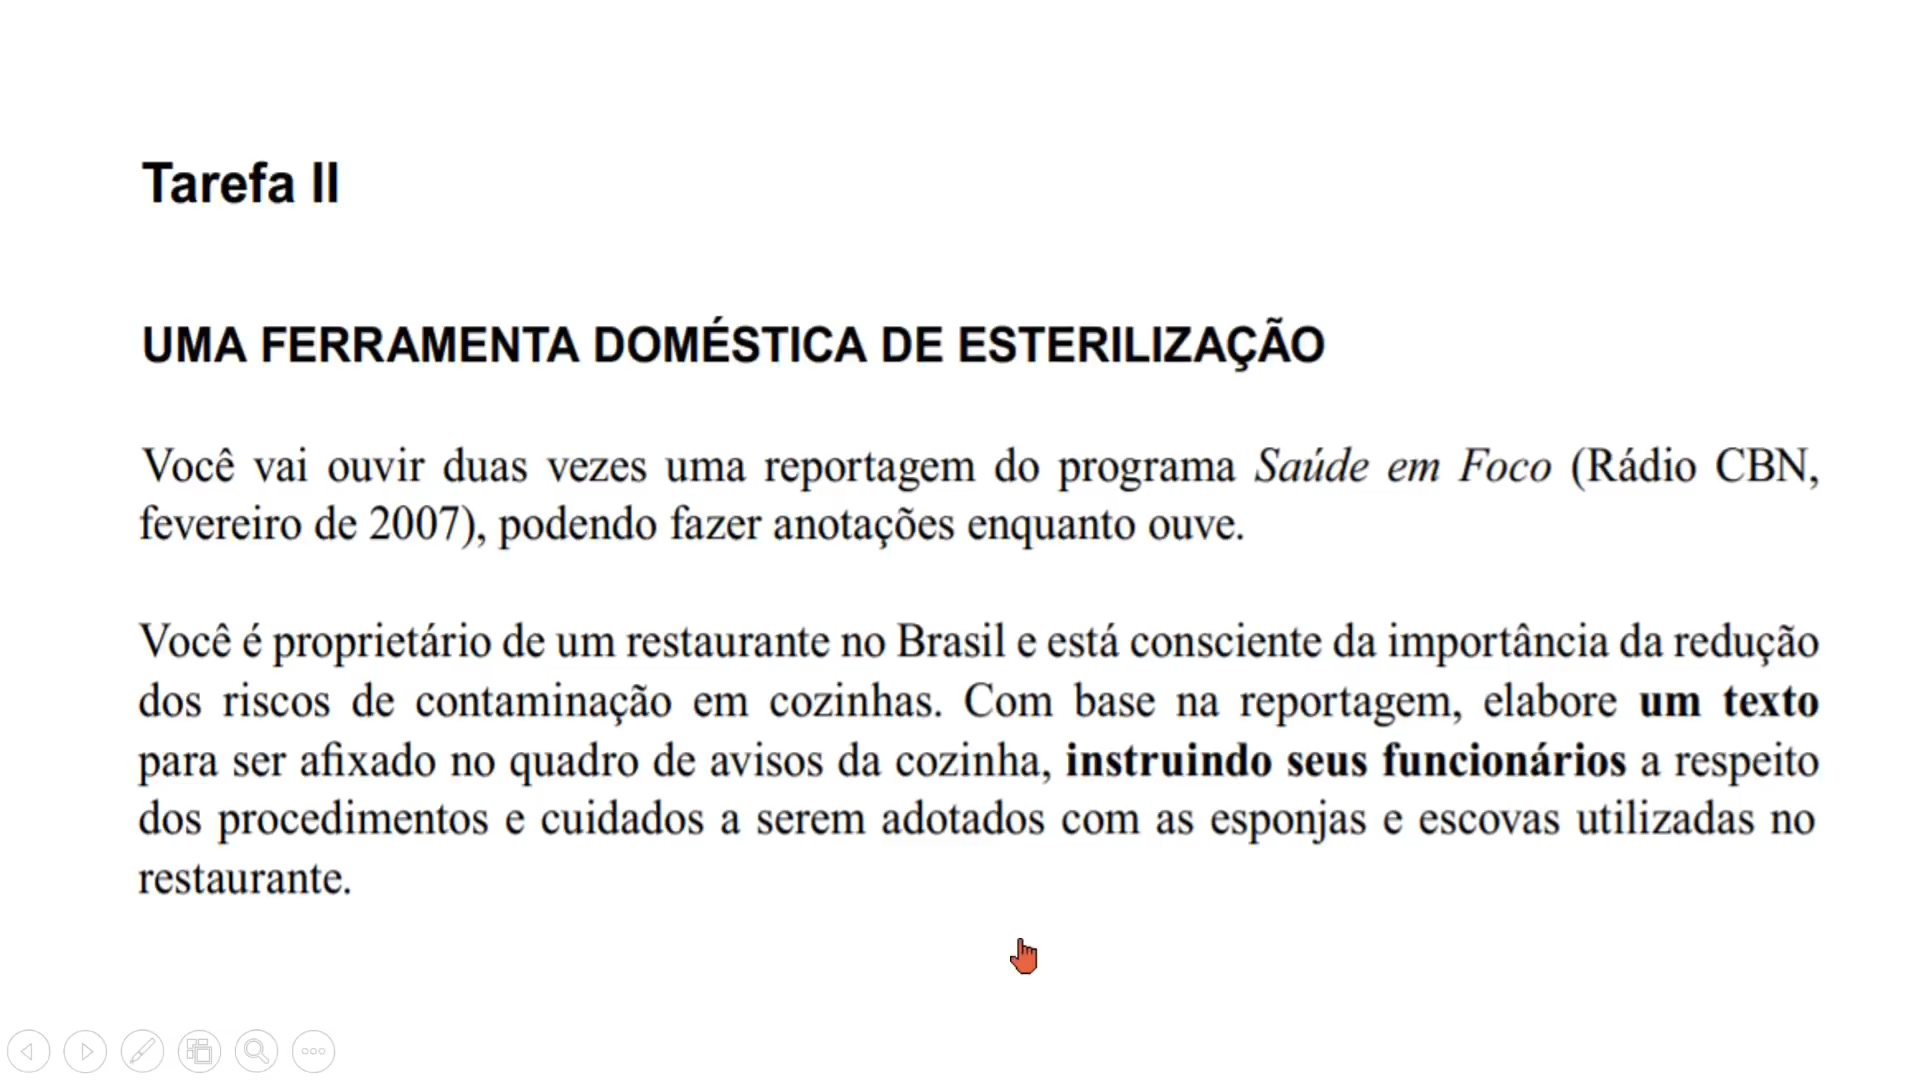 Tarefa II
UMA FERRAMENTA DOMÉSTICA DE ESTERILIZAÇÃO
Você vai ouvir duas vezes uma reportagem do programa Saúde em Foco (Rádio CBN,
fevereiro de 2007), podendo fazer anotações enquanto ouve.
Você é proprietário de um restaurante no Brasil e está consciente da importância da redução
dos riscos de contaminação em cozinhas. Com base na reportagem, elabore um texto
para ser afixado no quadro de avisos da cozinha, instruindo seus funcionários a respeito
dos procedimentos e cuidados a serem adotados com as esponjas e escovas utilizadas no
restaurante.